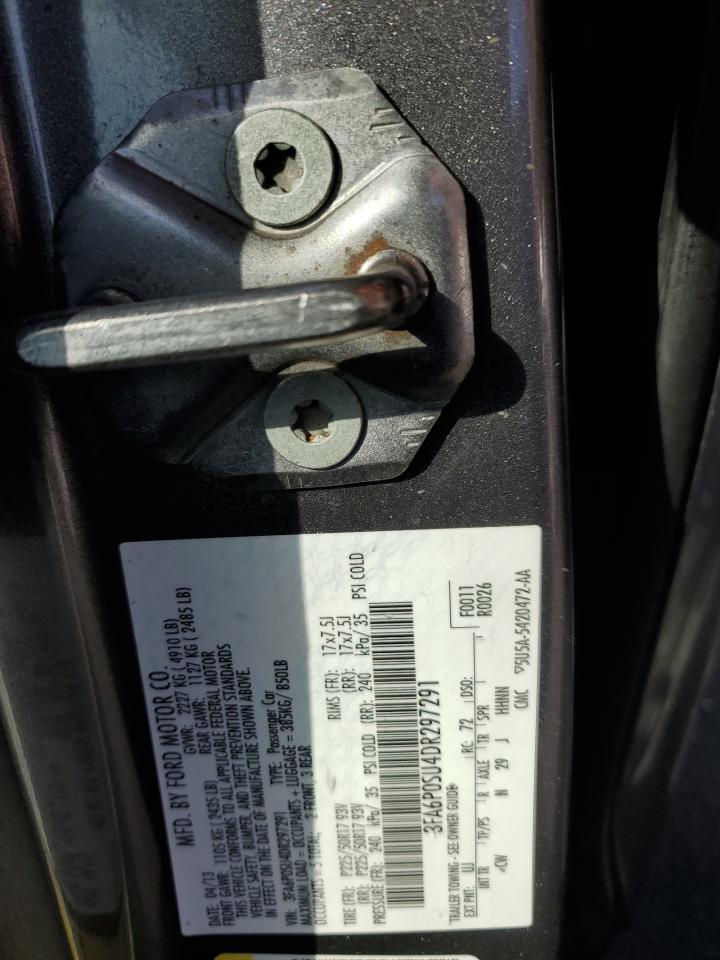 MFD. BY FORD MOTOR CO.
DATE: 04/13 GVWR: 2227 KG ( 4910 LB)
FRONT GAWR: 1105 KG ( 2435 LB) REAR GAWR: 1127 KG ( 2485 LB)
THIS VEHICLE CONFORMS TO ALL APPLICABLE FEDERAL MOTOR
VEHICLE SAFETY, BUMPER, AND THEFT PREVENTION STANDARDS
IN EFFECT ON THE DATE OF MANUFACTURE SHOWN ABOVE.
VIN: 3FA6P0SU4DR297291 TYPE: Passenger Car
MAXIMUM LOAD = OCCUPANTS + LUGGAGE = 385KG/ 850LB
OCCUPANTS = 5 TOTAL, 2 FRONT 3 REAR
TIRE (FR): P225/50R17 93V RIMS (FR): 17x7.5J
(RR): P225/50R17 93V (RR): 17x7.5J
PRESSURE (FR): 240 kPa/ 35 PSI COLD (RR): 240 kPa/ 35 PSI COLD
3FA6P0SU4DR297291
TRAILER TOWING - SEE OWNER GUIDE F0011
EXT PNT: UJ RC: 72 DSO: R0026
INT TR TP/PS R AXLE TR SPR
CW N 29 J HHNNN
CMC 5U5A-5420472-AA